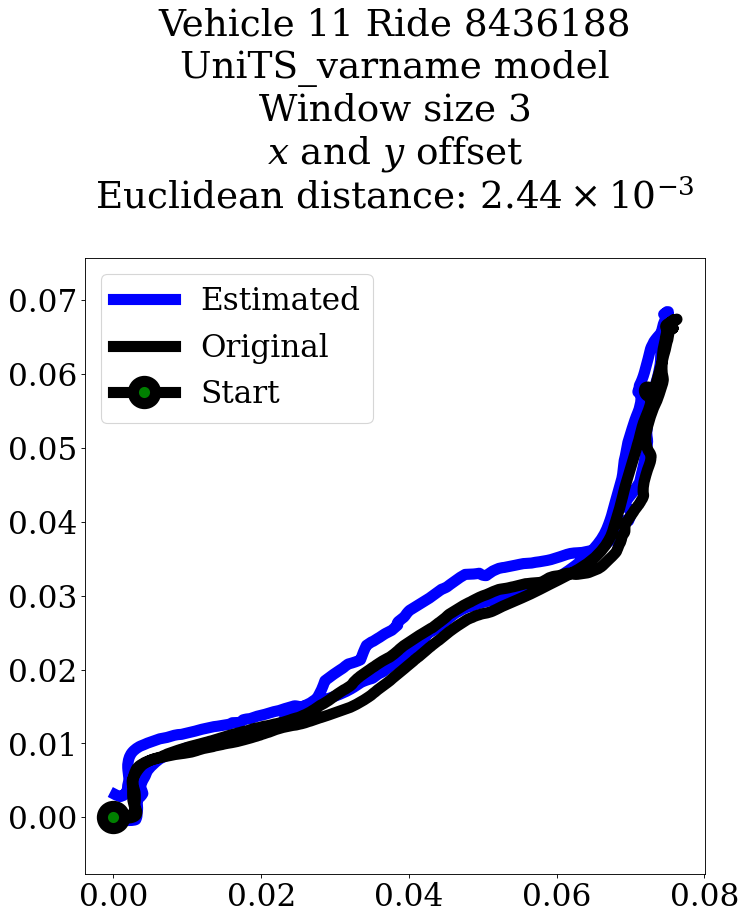 Vehicle 11 Ride 8436188
UniTS_varname model
Window size 3
x and y offset
Euclidean distance: 2.44 × 10⁻³
Estimated
Original
Start
0.07
0.06
0.05
0.04
0.03
0.02
0.01
0.00
0.00 0.02 0.04 0.06 0.08